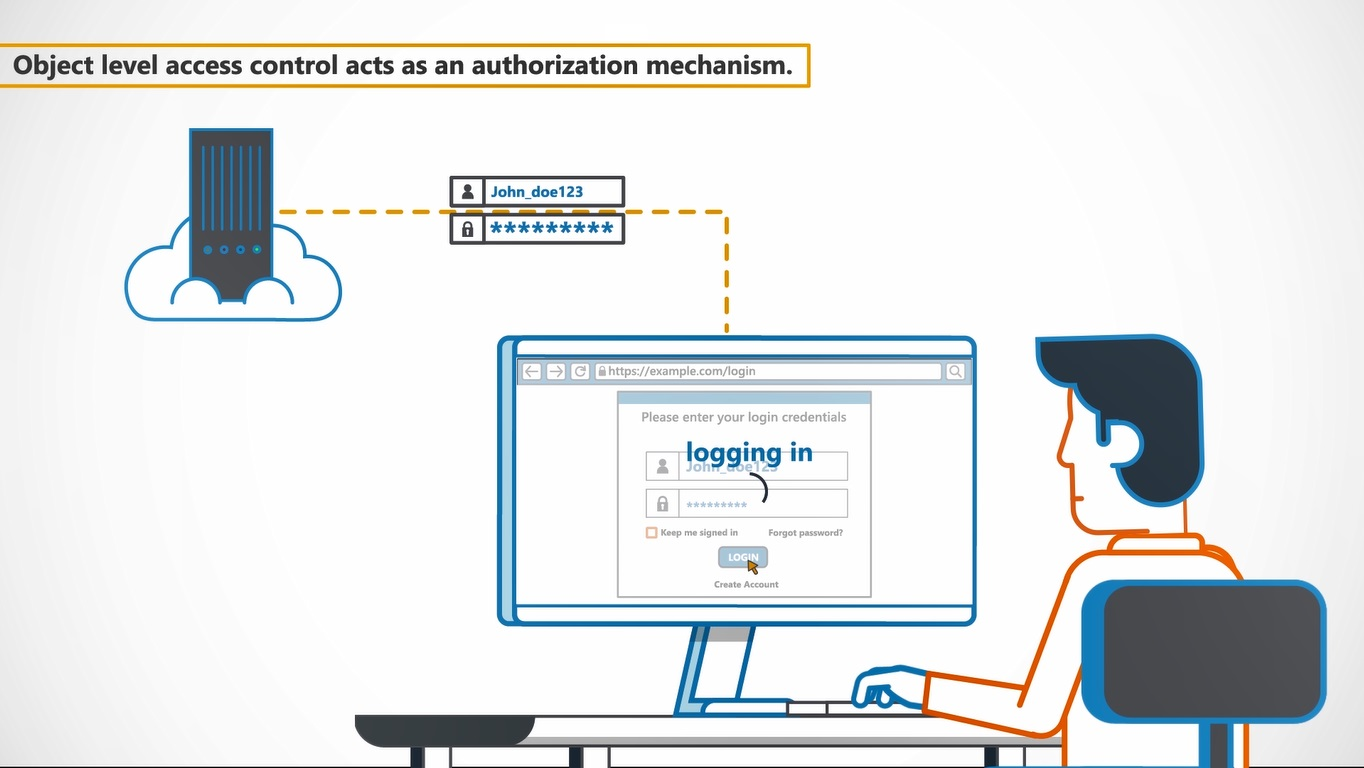 Object level access control acts as an authorization mechanism.
John_doe123
*********
https://example.com/login
Please enter your login credentials
logging in
John_doe123
*********
Keep me signed in
Forgot password?
LOGIN
Create Account